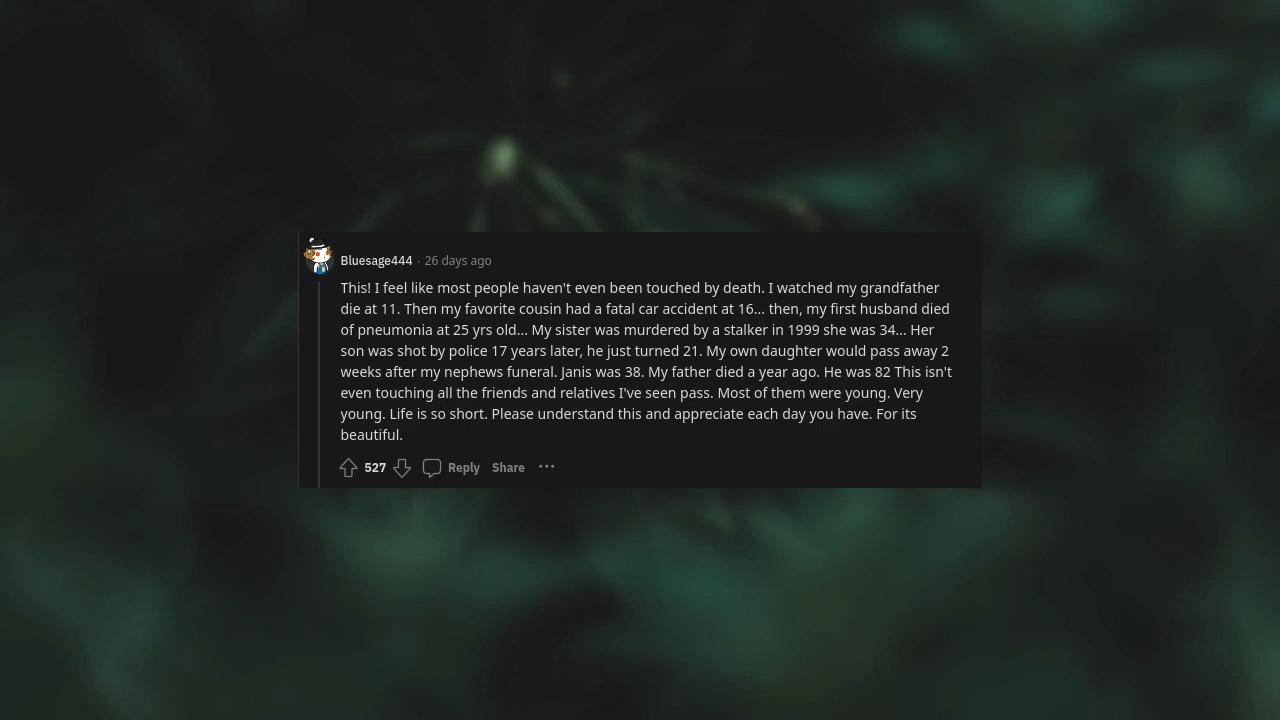 Bluesage444 · 26 days ago
This! I feel like most people haven't even been touched by death. I watched my grandfather
die at 11. Then my favorite cousin had a fatal car accident at 16... then, my first husband died
of pneumonia at 25 yrs old... My sister was murdered by a stalker in 1999 she was 34... Her
son was shot by police 17 years later, he just turned 21. My own daughter would pass away 2
weeks after my nephews funeral. Janis was 38. My father died a year ago. He was 82 This isn't
even touching all the friends and relatives I've seen pass. Most of them were young. Very
young. Life is so short. Please understand this and appreciate each day you have. For its
beautiful.
527 Reply Share ···